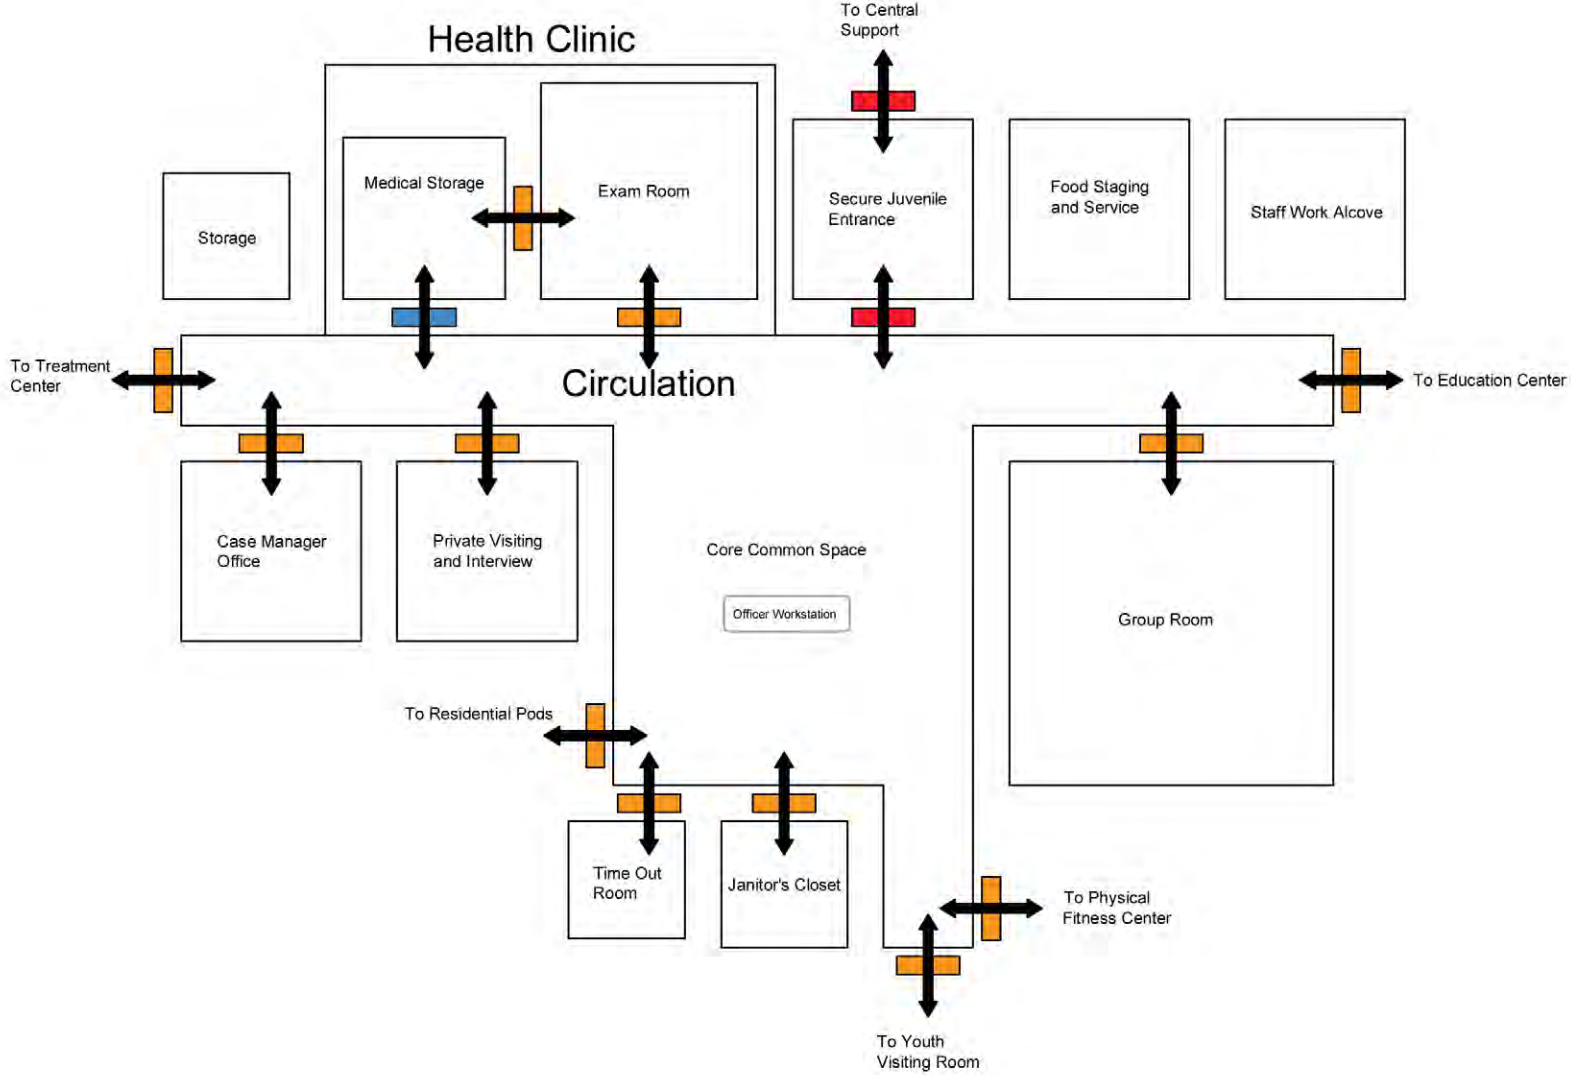 To Central
Support
Health Clinic
Medical Storage
Exam Room
Storage
Secure Juvenile
Entrance
Food Staging
and Service
Staff Work Alcove
To Treatment
Center
Circulation
To Education Center
Case Manager
Office
Private Visiting
and Interview
Core Common Space
Officer Workstation
Group Room
To Residential Pods
Time Out
Room
Janitor's Closet
To Physical
Fitness Center
To Youth
Visiting Room